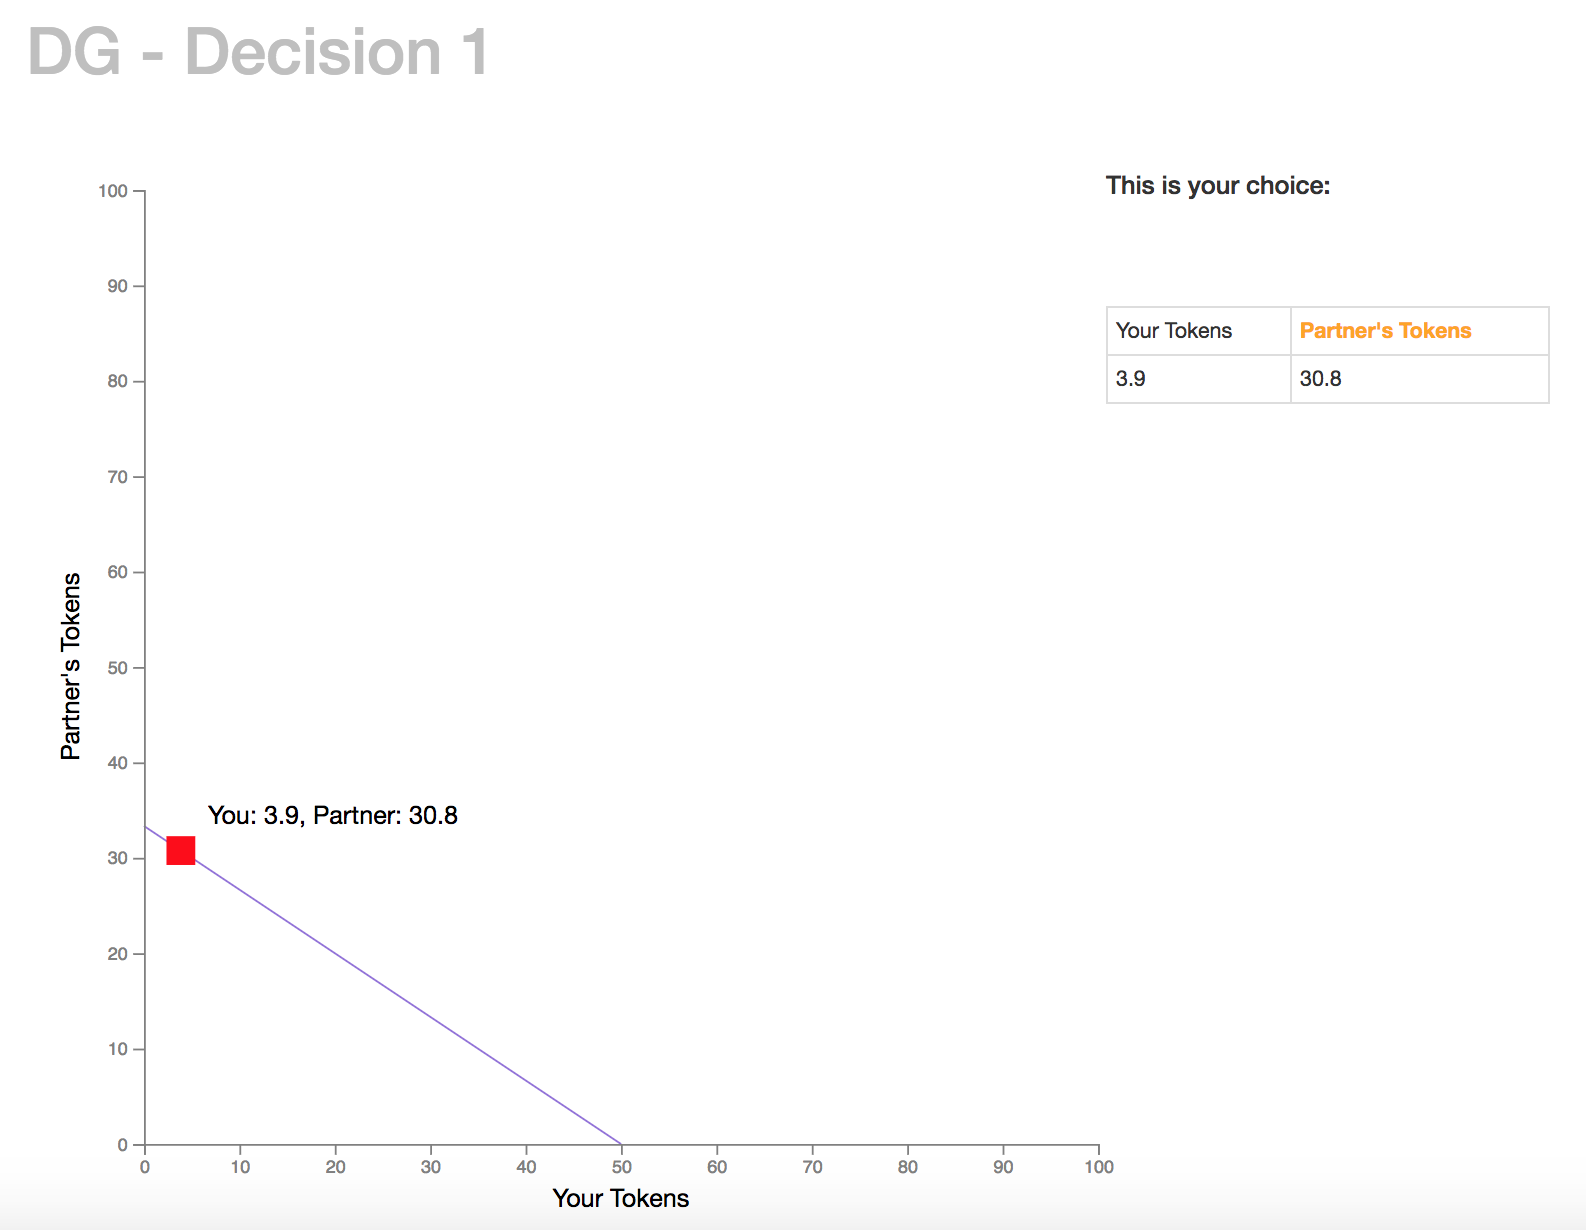 DG - Decision 1
This is your choice:
Your Tokens Partner's Tokens
3.9 30.8
100
90
80
70
60
50
40
30
20
10
0
Partner's Tokens
You: 3.9, Partner: 30.8
0 10 20 30 40 50 60 70 80 90 100
Your Tokens